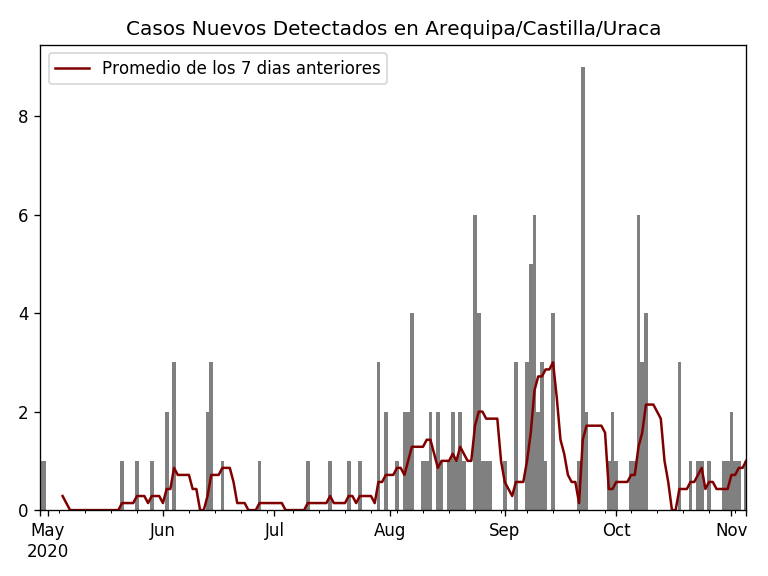 Casos Nuevos Detectados en Arequipa/Castilla/Uraca
Promedio de los 7 dias anteriores
8
6
4
2
0
May Jun Jul Aug Sep Oct Nov
2020